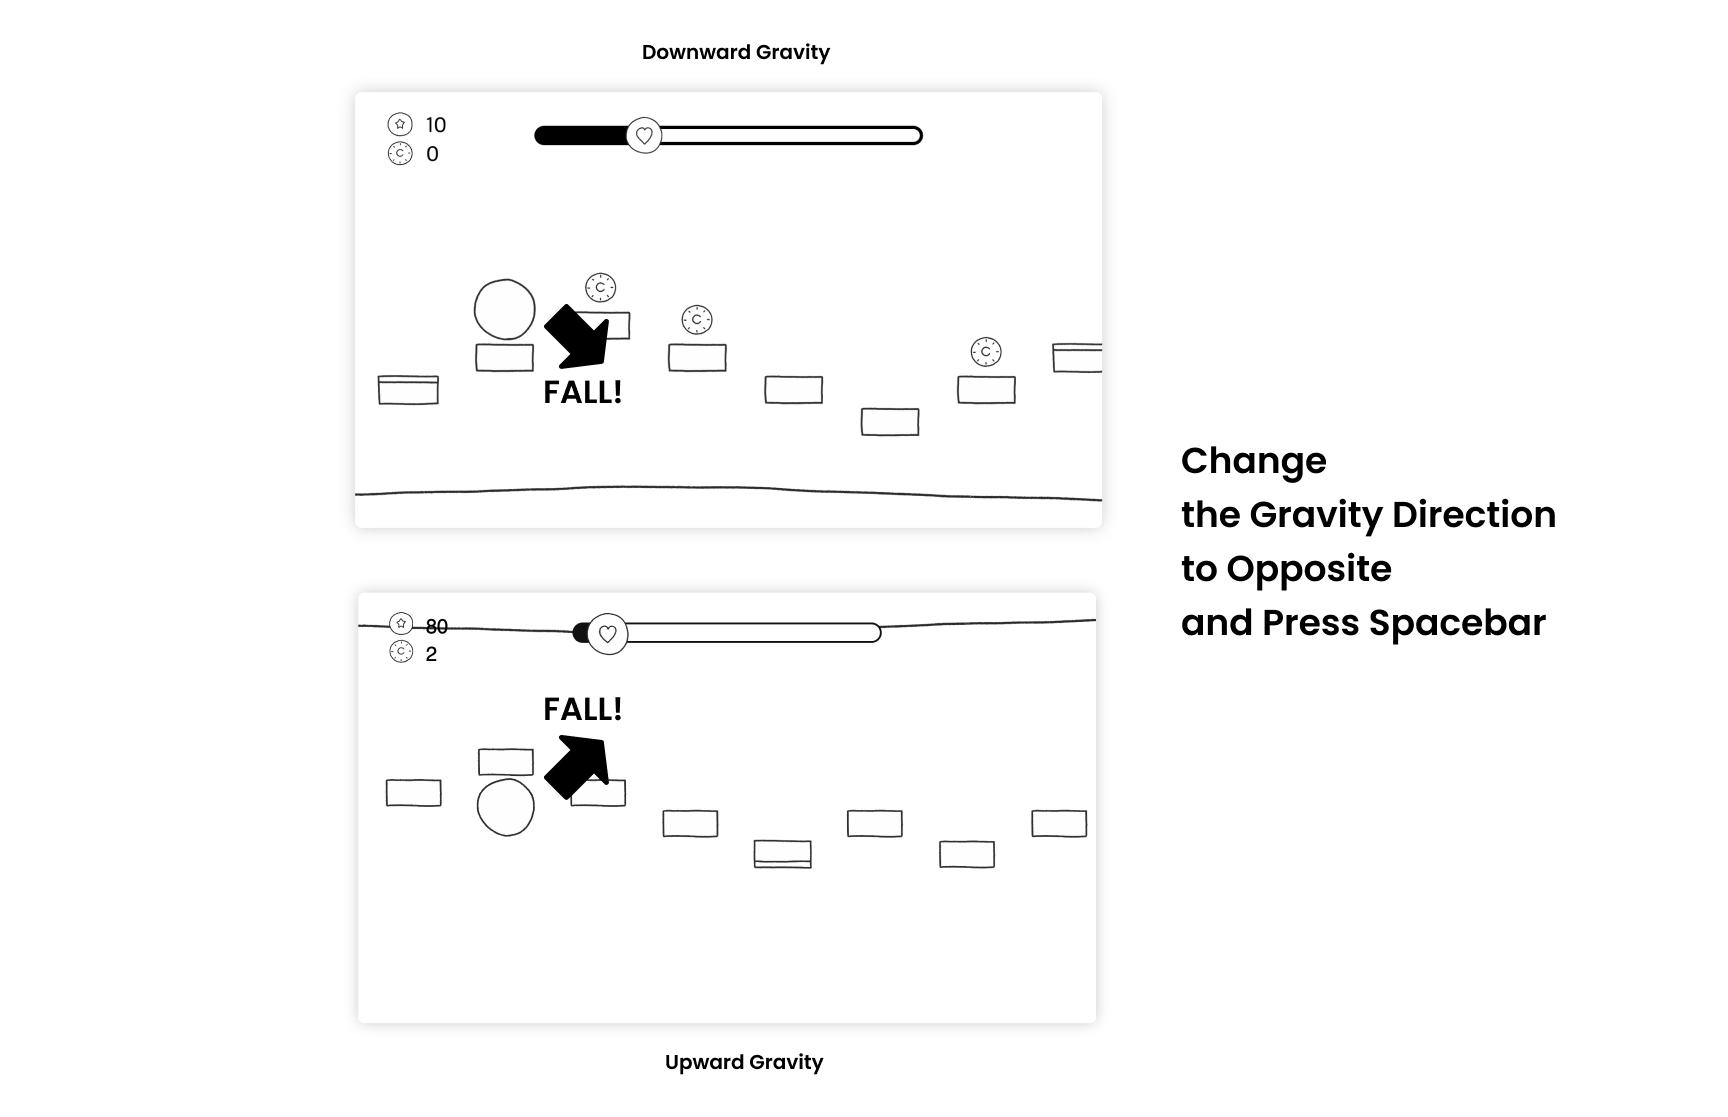 Downward Gravity
10
C
0
C
C
C
FALL!
Change
the Gravity Direction
to Opposite
and Press Spacebar
80
C
2
FALL!
Upward Gravity